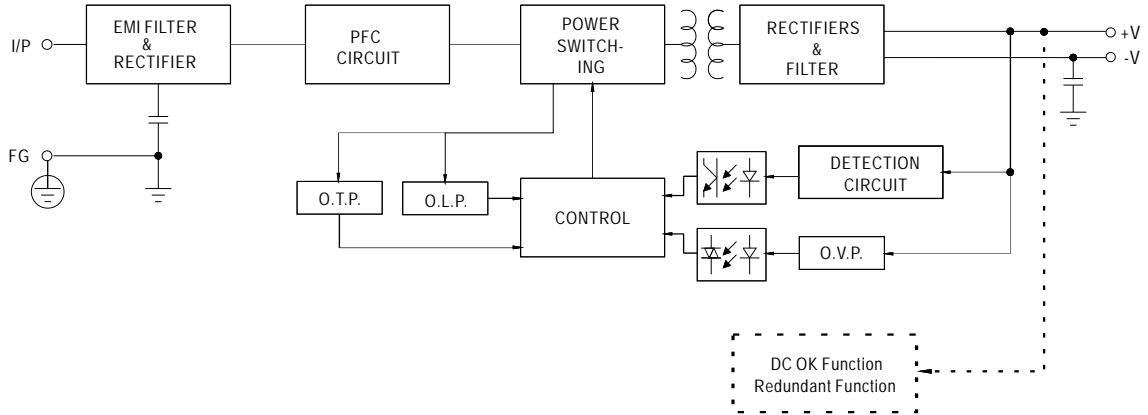 I/P
EMI FILTER
&
RECTIFIER
PFC
CIRCUIT
POWER
SWITCH-
ING
RECTIFIERS
&
FILTER
+V
-V
FG
O.T.P.
O.L.P.
CONTROL
DETECTION
CIRCUIT
O.V.P.
DC OK Function
Redundant Function